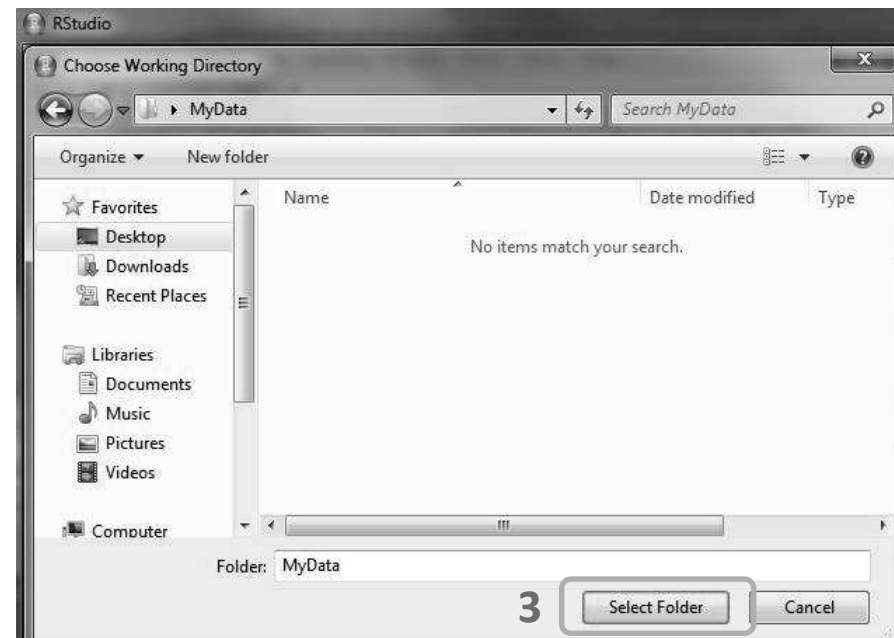 RStudio
Choose Working Directory
MyData
Search MyData
Organize
New folder
Name
Date modified
Type
Favorites
No items match your search.
Desktop
Downloads
Recent Places
Libraries
Documents
Music
Pictures
Videos
Computer
Folder: MyData
3 Select Folder Cancel